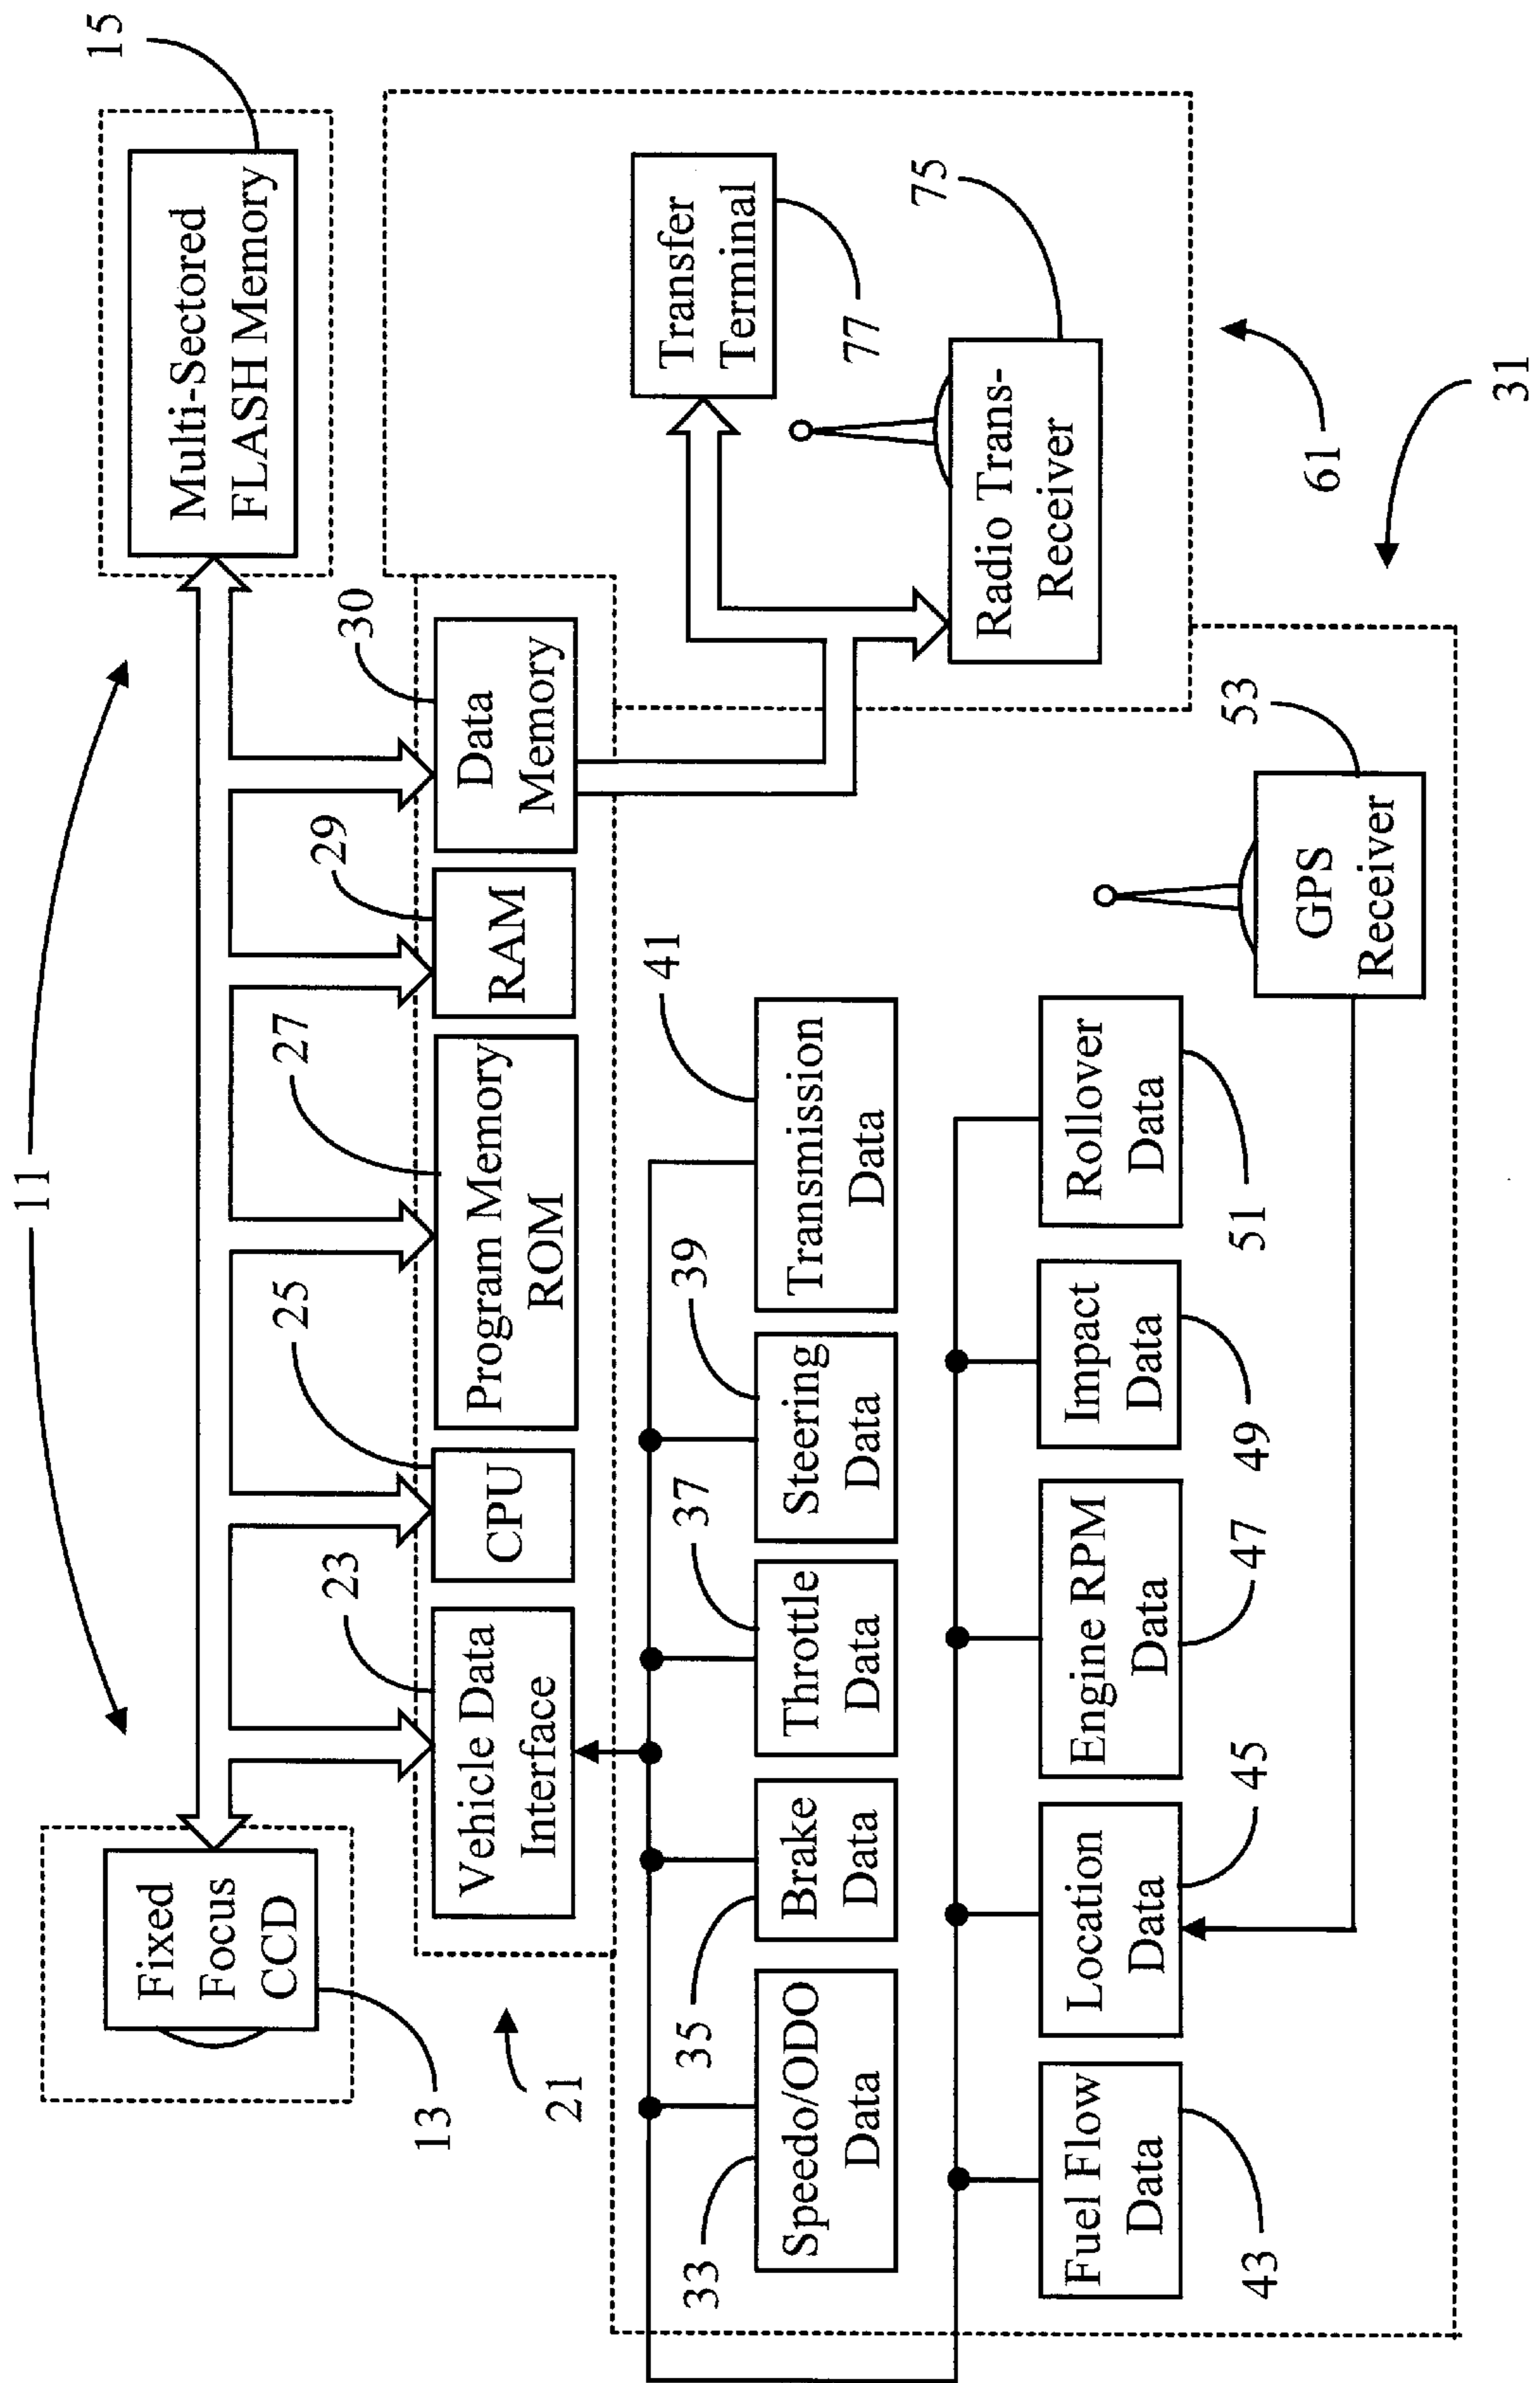 11
15
Multi-Sectored
FLASH Memory
Fixed
Focus
CCD
13
21
23
Vehicle Data
Interface
25
CPU
27
Program Memory
ROM
29
RAM
30
Data
Memory
Transfer
Terminal
77
75
Radio Trans-
Receiver
61
31
33
Speedo/ODO
Data
35
Brake
Data
37
Throttle
Data
39
Steering
Data
41
Transmission
Data
Fuel Flow
Data
43
Location
Data
45
Engine RPM
Data
47
Impact
Data
49
Rollover
Data
51
53
GPS
Receiver